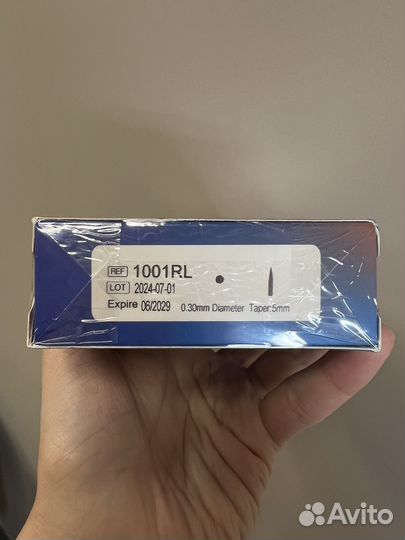 REF 1001RL
LOT 2024-07-01
Expire 06/2029 0.30mm Diameter Taper:5mm
Avito